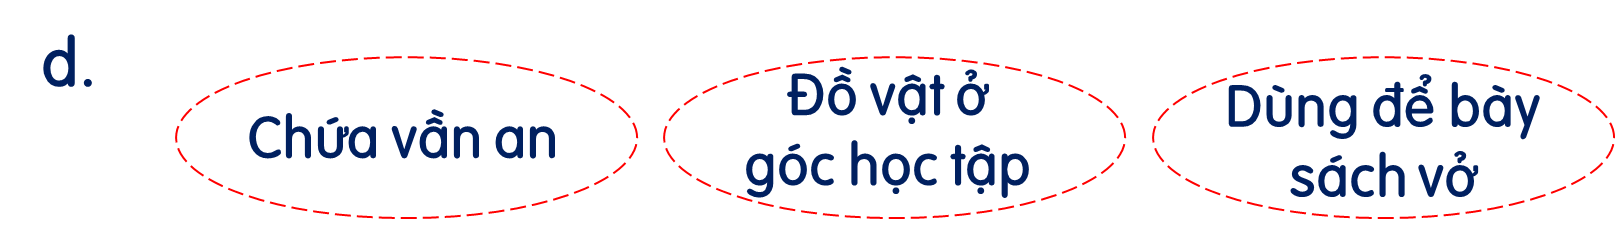 d.
Chứa vần an
Đồ vật ở
góc học tập
Dùng để bày
sách vở